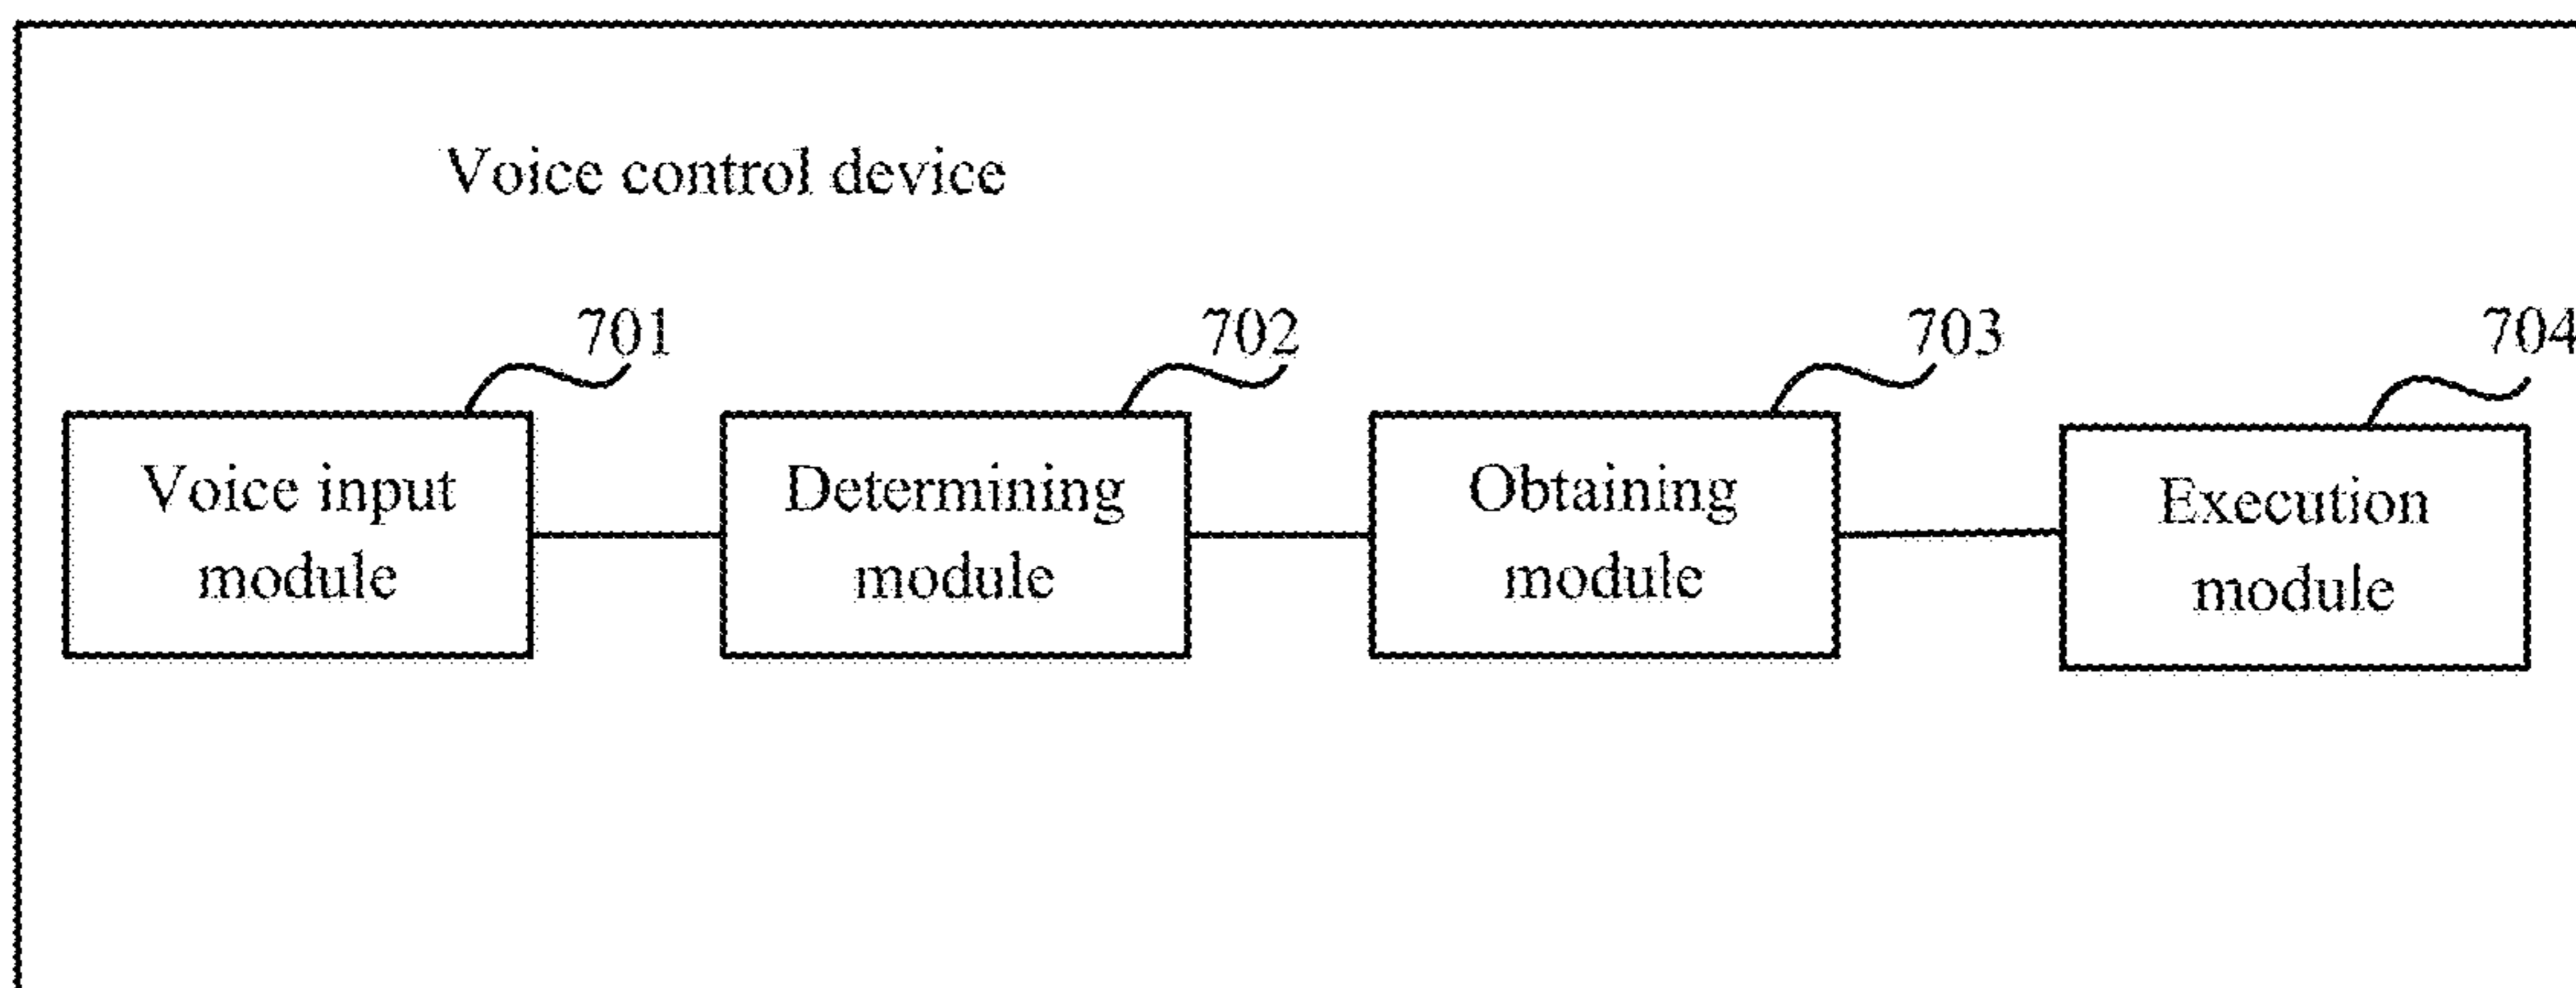 Voice control device
701
702
703
704
Voice input
module
Determining
module
Obtaining
module
Execution
module